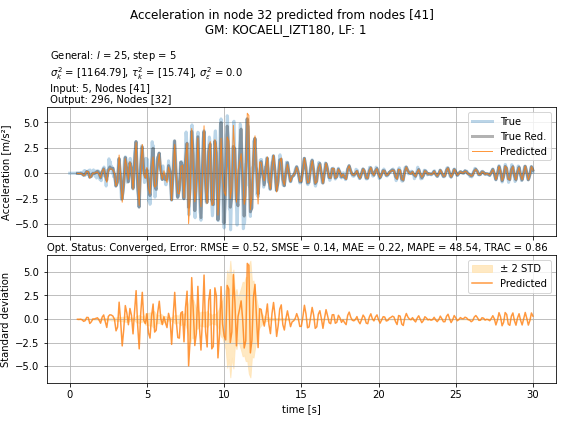 Acceleration in node 32 predicted from nodes [41]
GM: KOCAELI_IZT180, LF: 1
General: l = 25, step = 5
σ²ₖ = [1164.79], τ²ₖ = [15.74], σ²ε = 0.0
Input: 5, Nodes [41]
Output: 296, Nodes [32]
Acceleration [m/s²]
5.0
2.5
0.0
−2.5
−5.0
True
True Red.
Predicted
Opt. Status: Converged, Error: RMSE = 0.52, SMSE = 0.14, MAE = 0.22, MAPE = 48.54, TRAC = 0.86
Standard deviation
5.0
2.5
0.0
−2.5
−5.0
± 2 STD
Predicted
0 5 10 15 20 25 30
time [s]